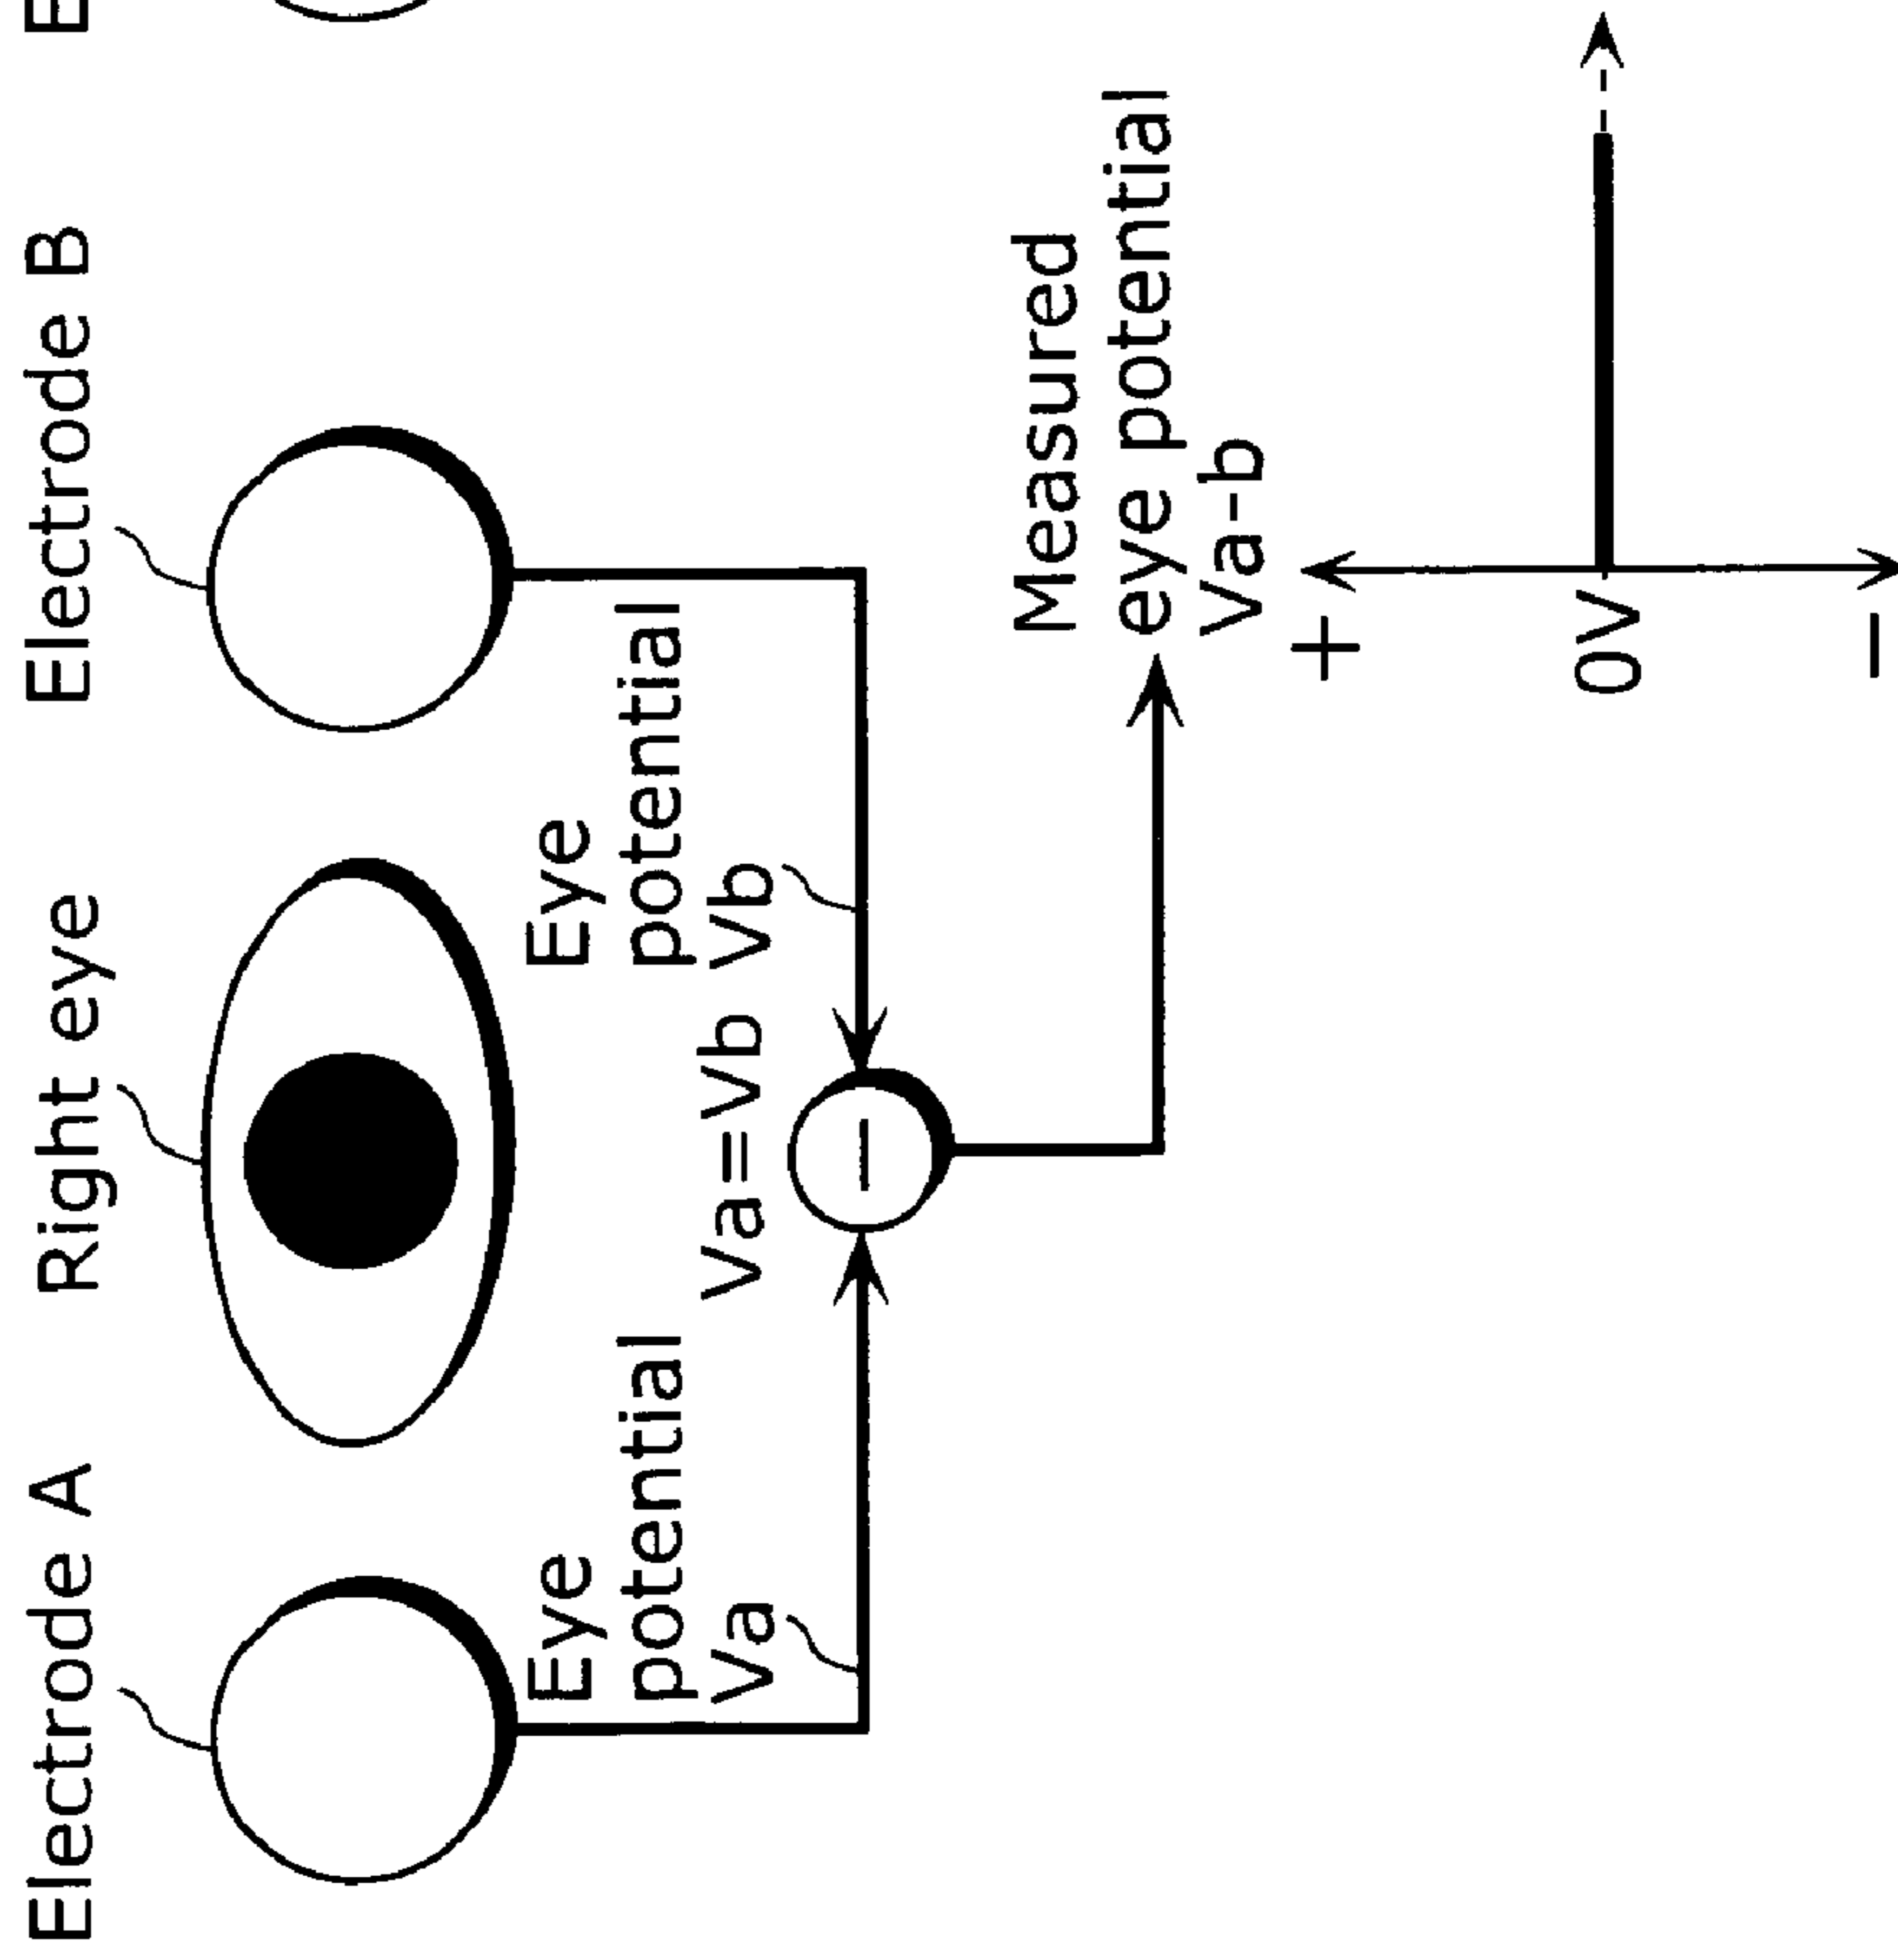 Electrode A
Right eye
Electrode B
E
Eye
potential
Va
Eye
potential
Vb
Va=Vb
−
Measured
eye potential
Va-b
+
0V
−